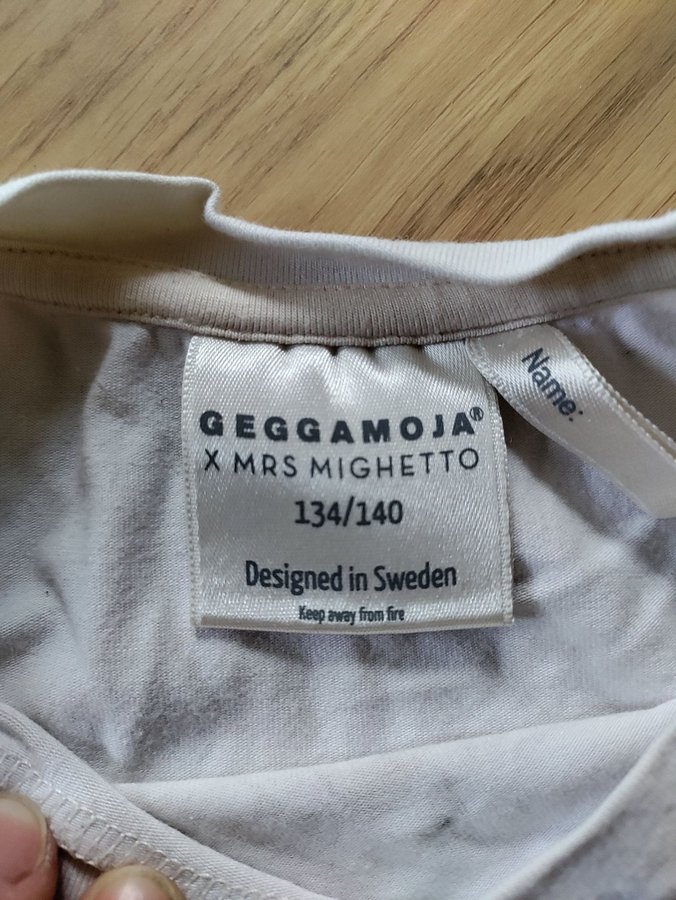 GEGGAMOJA®
X MRS MIGHETTO
134/140
Designed in Sweden
Keep away from fire
Name: